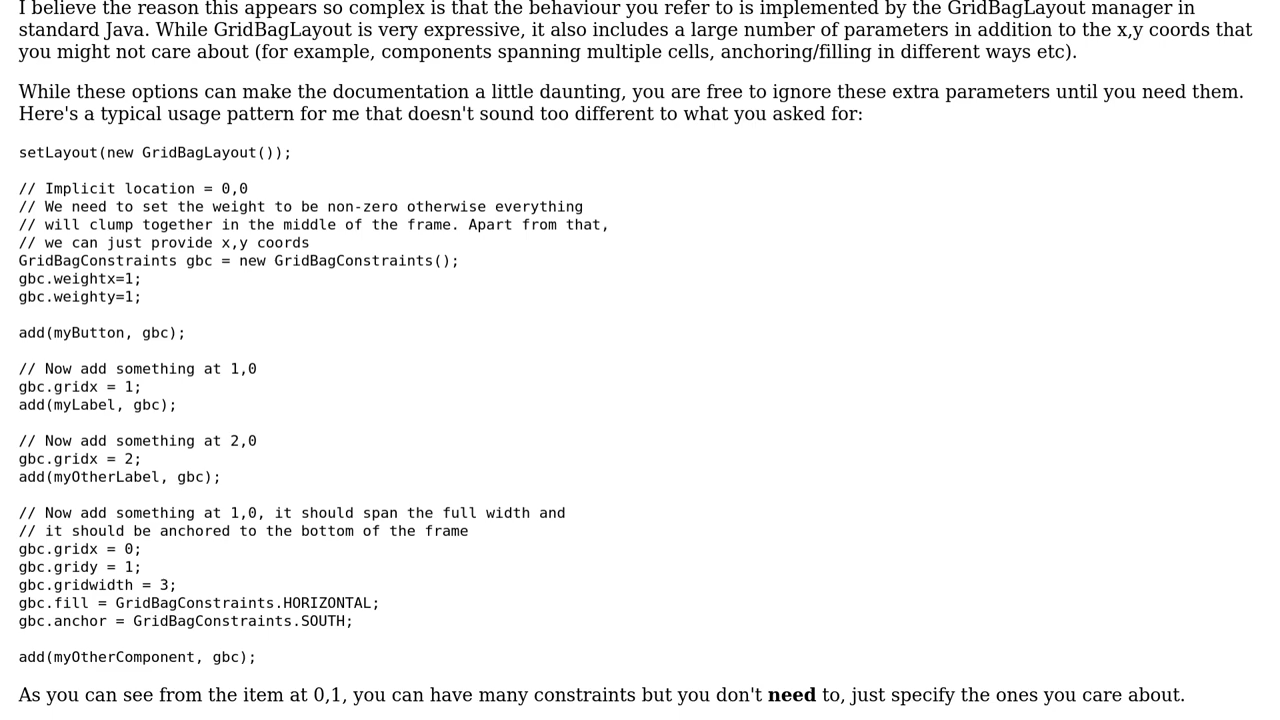 I believe the reason this appears so complex is that the behaviour you refer to is implemented by the GridBagLayout manager in
standard Java. While GridBagLayout is very expressive, it also includes a large number of parameters in addition to the x,y coords that
you might not care about (for example, components spanning multiple cells, anchoring/filling in different ways etc).
While these options can make the documentation a little daunting, you are free to ignore these extra parameters until you need them.
Here's a typical usage pattern for me that doesn't sound too different to what you asked for:
setLayout(new GridBagLayout());
// Implicit location = 0,0
// We need to set the weight to be non-zero otherwise everything
// will clump together in the middle of the frame. Apart from that,
// we can just provide x,y coords
GridBagConstraints gbc = new GridBagConstraints();
gbc.weightx=1;
gbc.weighty=1;
add(myButton, gbc);
// Now add something at 1,0
gbc.gridx = 1;
add(myLabel, gbc);
// Now add something at 2,0
gbc.gridx = 2;
add(myOtherLabel, gbc);
// Now add something at 1,0, it should span the full width and
// it should be anchored to the bottom of the frame
gbc.gridx = 0;
gbc.gridy = 1;
gbc.gridwidth = 3;
gbc.fill = GridBagConstraints.HORIZONTAL;
gbc.anchor = GridBagConstraints.SOUTH;
add(myOtherComponent, gbc);
As you can see from the item at 0,1, you can have many constraints but you don't need to, just specify the ones you care about.